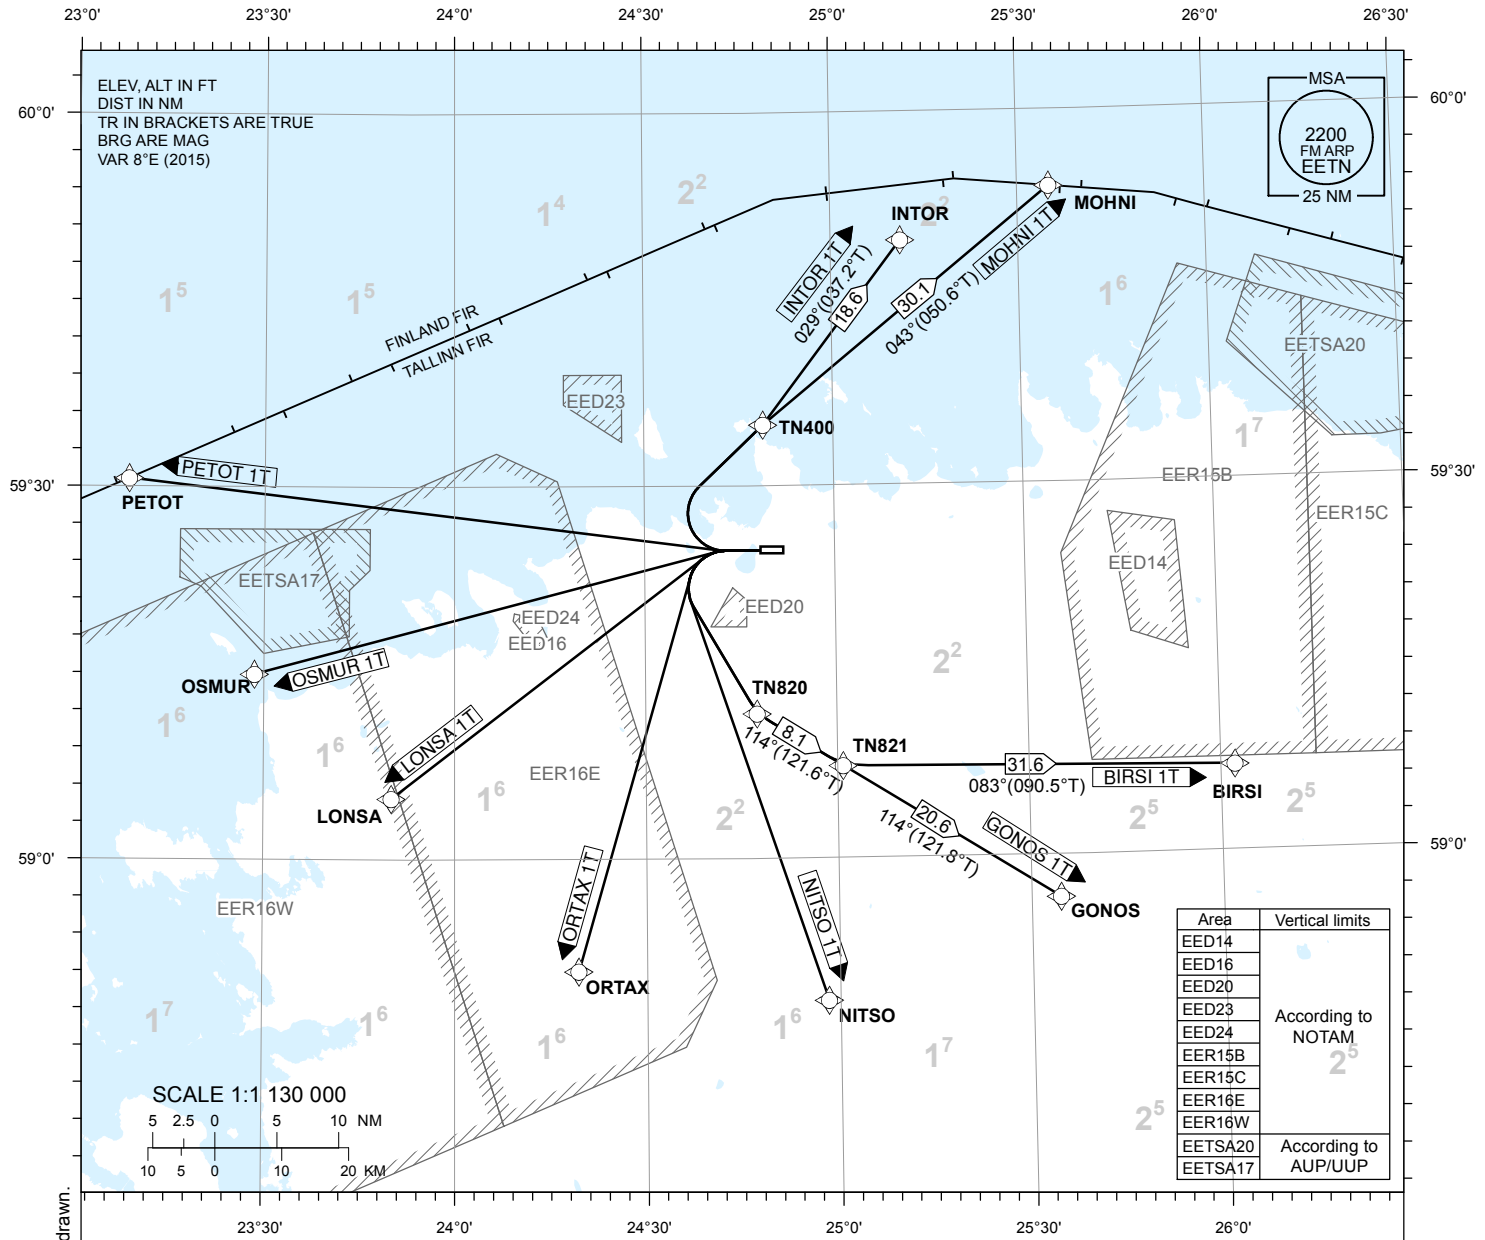 23°0'
23°30'
24°0'
24°30'
25°0'
25°30'
26°0'
26°30'
ELEV, ALT IN FT
DIST IN NM
TR IN BRACKETS ARE TRUE
BRG ARE MAG
VAR 8°E (2015)
MSA
2200
FM ARP
EETN
25 NM
60°0'
60°0'
2²
1⁴
2²
INTOR
MOHNI
INTOR 1T
029°(037.2°T)
18.6
MOHNI 1T
30.1
043°(050.6°T)
1⁵
1⁵
1⁶
FINLAND FIR
TALLINN FIR
EETSA20
EED23
TN400
1⁷
PETOT 1T
PETOT
59°30'
59°30'
EER15B
EER15C
EED14
EETSA17
EED24
EED16
EED20
2²
OSMUR 1T
OSMUR
TN820
1⁶
1⁶
8.1
114°(121.6°T)
TN821
LONSA 1T
LONSA
EER16E
1⁶
2²
31.6
083°(090.5°T)
BIRSI 1T
BIRSI
2⁵
2⁵
20.6
114°(121.8°T)
GONOS 1T
GONOS
59°0'
59°0'
ORTAX 1T
ORTAX
NITSO 1T
NITSO
EER16W
1⁷
1⁶
1⁶
1⁶
1⁷
2⁵
2⁵
Area
Vertical limits
EED14
EED16
EED20
EED23
EED24
EER15B
EER15C
EER16E
EER16W
According to
NOTAM
EETSA20
EETSA17
According to
AUP/UUP
SCALE 1:1 130 000
5 2.5 0 5 10 NM
10 5 0 10 20 KM
drawn.
23°30'
24°0'
24°30'
25°0'
25°30'
26°0'